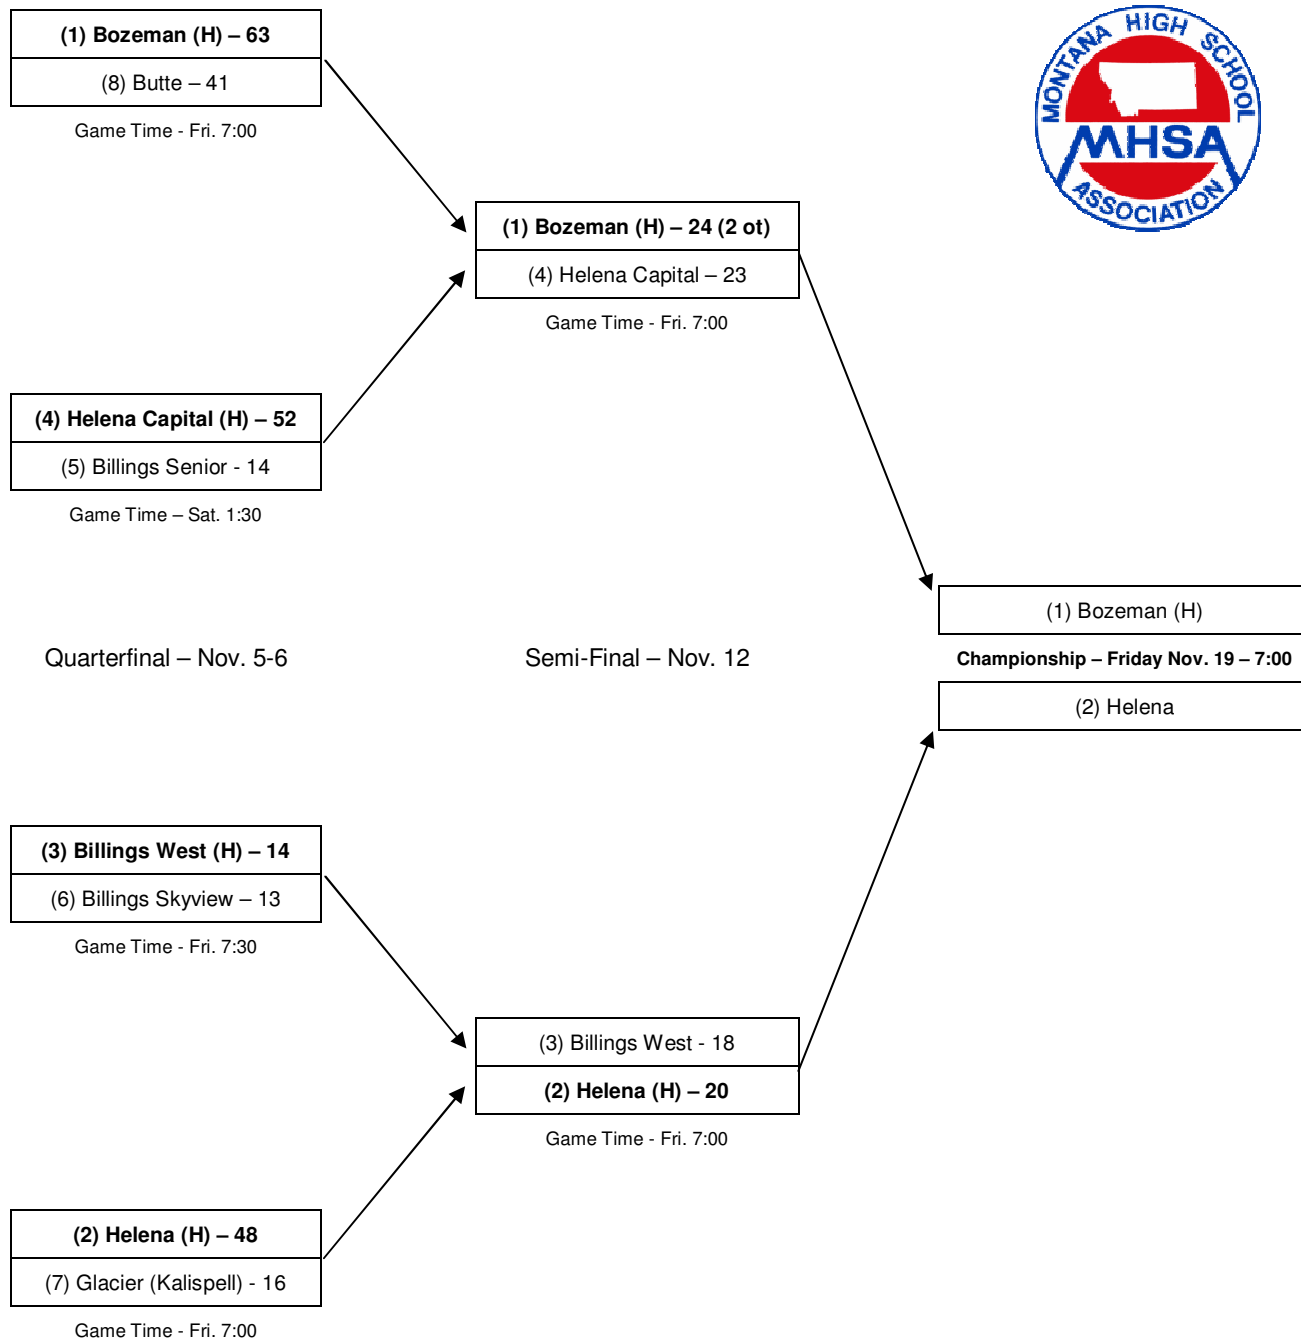 (1) Bozeman (H) – 63
(8) Butte – 41
Game Time - Fri. 7:00
MONTANA HIGH SCHOOL
MHSA
ASSOCIATION
(1) Bozeman (H) – 24 (2 ot)
(4) Helena Capital – 23
Game Time - Fri. 7:00
(4) Helena Capital (H) – 52
(5) Billings Senior - 14
Game Time – Sat. 1:30
(1) Bozeman (H)
Quarterfinal – Nov. 5-6
Semi-Final – Nov. 12
Championship – Friday Nov. 19 – 7:00
(2) Helena
(3) Billings West (H) – 14
(6) Billings Skyview – 13
Game Time - Fri. 7:30
(3) Billings West - 18
(2) Helena (H) – 20
Game Time - Fri. 7:00
(2) Helena (H) – 48
(7) Glacier (Kalispell) - 16
Game Time - Fri. 7:00